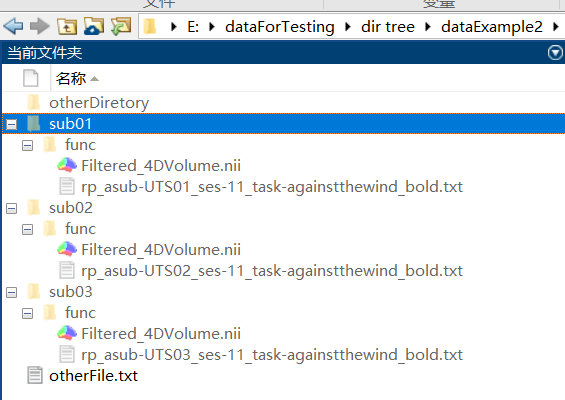 文件 变量
E: ▸ dataForTesting ▸ dir tree ▸ dataExample2 ▸
当前文件夹
名称
otherDiretory
sub01
func
Filtered_4DVolume.nii
rp_asub-UTS01_ses-11_task-againstthewind_bold.txt
sub02
func
Filtered_4DVolume.nii
rp_asub-UTS02_ses-11_task-againstthewind_bold.txt
sub03
func
Filtered_4DVolume.nii
rp_asub-UTS03_ses-11_task-againstthewind_bold.txt
otherFile.txt